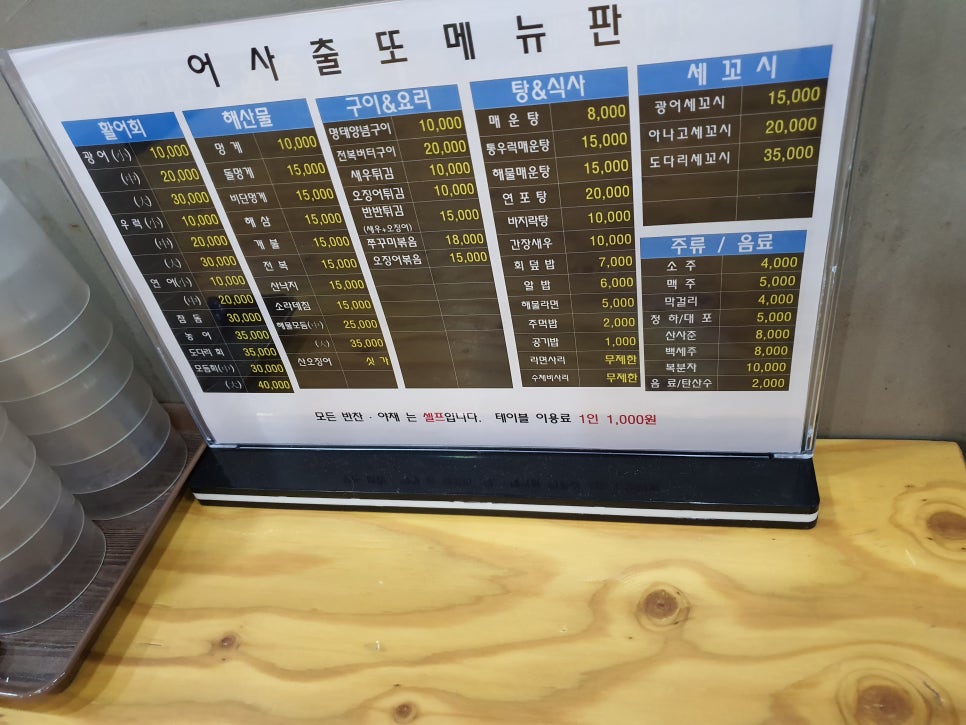 어사출또메뉴판
활어회
광어(小) 10,000
(中) 20,000
(大) 30,000
우럭(小) 10,000
(中) 20,000
(大) 30,000
연어(小) 10,000
(中) 20,000
참돔 30,000
농어 35,000
도다리회 35,000
모듬회(中) 30,000
(大) 40,000
해산물
멍게 10,000
돌멍게 15,000
비단멍게 15,000
해삼 15,000
개불 15,000
전복 15,000
산낙지 15,000
소라데침 15,000
해물모듬(中) 25,000
(大) 35,000
산오징어 싯가
구이&요리
명태양념구이 10,000
전복버터구이 20,000
새우튀김 10,000
오징어튀김 10,000
반반튀김 15,000
(새우+오징어)
쭈꾸미볶음 18,000
오징어볶음 15,000
탕&식사
매운탕 8,000
통우럭매운탕 15,000
해물매운탕 15,000
연포탕 20,000
바지락탕 10,000
간장새우 10,000
회덮밥 7,000
알밥 6,000
해물라면 5,000
주먹밥 2,000
공기밥 1,000
라면사리 무제한
수제비사리 무제한
세꼬시
광어세꼬시 15,000
아나고세꼬시 20,000
도다리세꼬시 35,000
주류 / 음료
소주 4,000
맥주 5,000
막걸리 4,000
청하/대포 5,000
산사춘 8,000
백세주 8,000
복분자 10,000
음료/탄산수 2,000
모든 반찬 · 야채 는 셀프입니다. 테이블 이용료 1인 1,000원